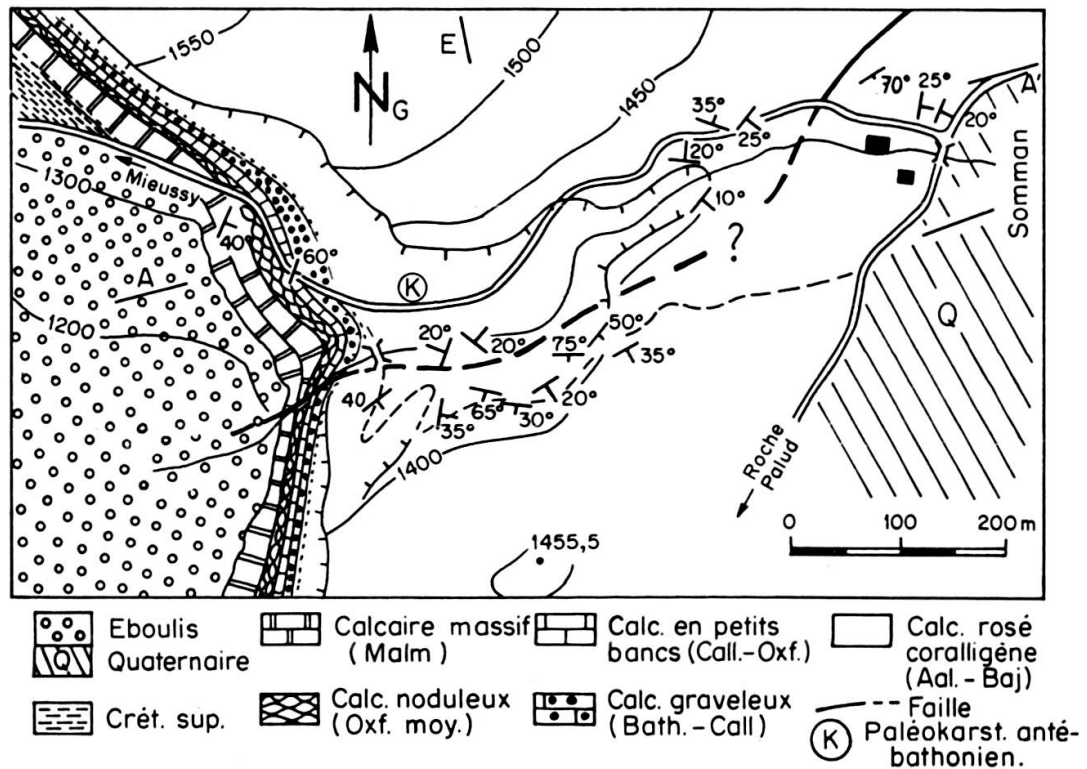 1550
E
1500
N
G
1450
35°
25°
20°
70°
25°
20°
A'
10°
Mieussy
1300
40°
60°
A
1200
K
?
20°
20°
75°
50°
35°
40
35°
65°
30°
20°
1400
1455,5
Somman
Q
Roche
Palud
0 100 200 m
Eboulis
Q
Quaternaire
Crét. sup.
Calcaire massif
(Malm)
Calc. noduleux
(Oxf. moy.)
Calc. en petits
bancs (Call.-Oxf.)
Calc. graveleux
(Bath.-Call)
Calc. rosé
coralligène
(Aal.-Baj)
Faille
K
Paléokarst. anté-
bathonien.